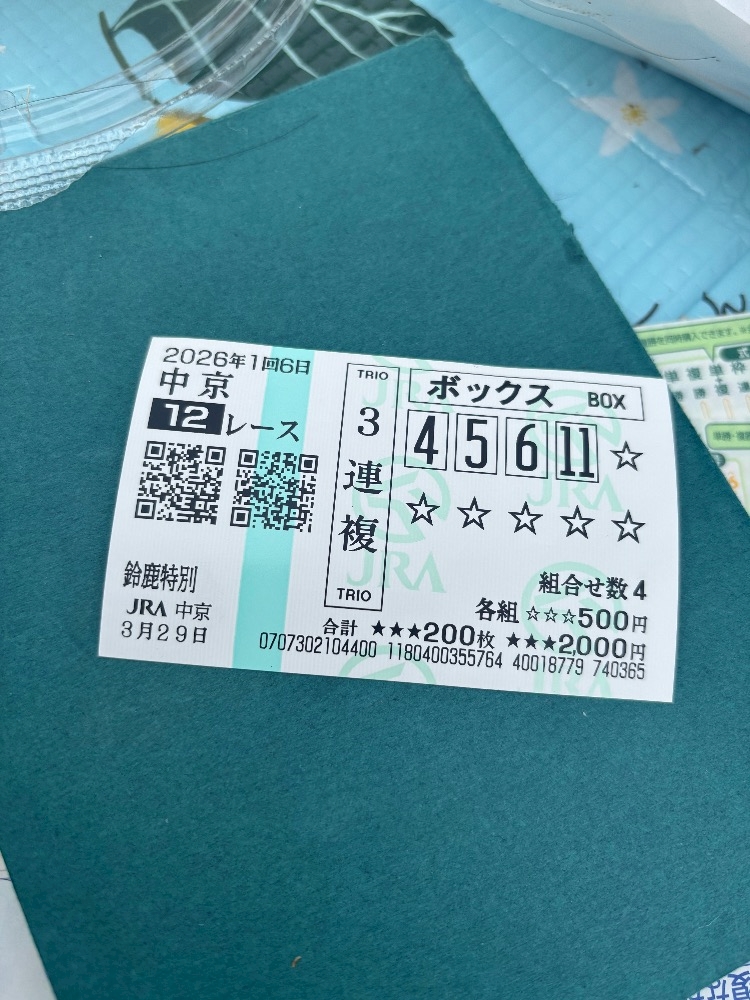 2026年1回6日
中京
12レース
鈴鹿特別
JRA 中京
3月29日
TRIO
3連複
TRIO
ボックス BOX
4 5 6 11 ☆
☆ ☆ ☆ ☆ ☆
組合せ数4
各組 ☆☆☆500円
合計 ★★★200枚 ★★★2,000円
0707302104400 1180400355764 40018779 740365
JRA
JRA
JRA